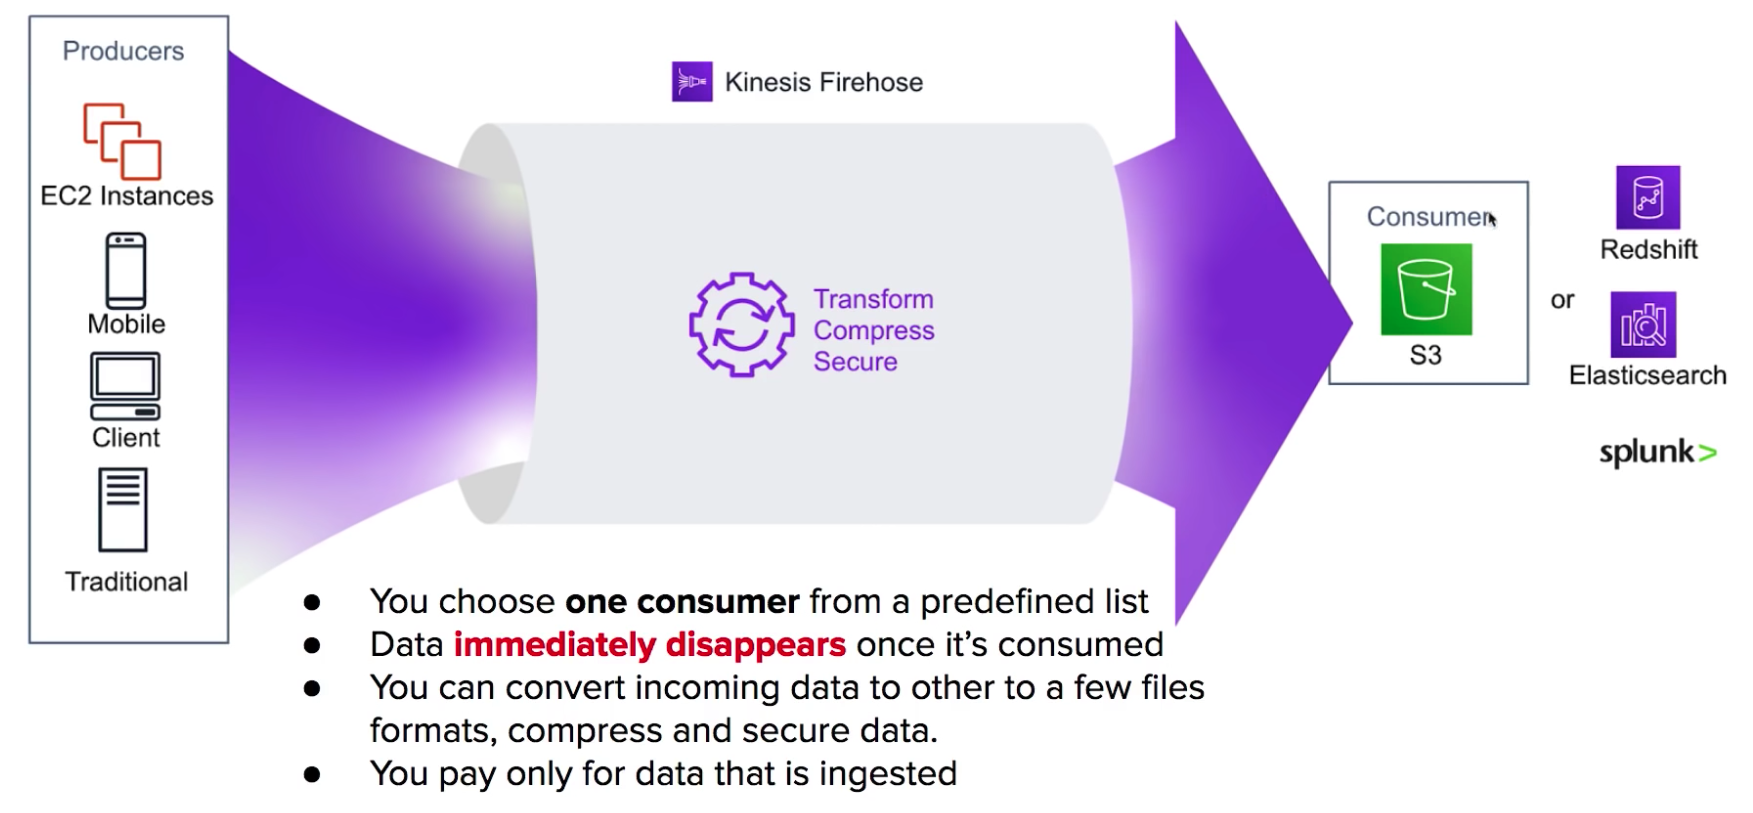 Producers
EC2 Instances
Mobile
Client
Traditional
Kinesis Firehose
Transform
Compress
Secure
Consumer
S3
or
Redshift
Elasticsearch
splunk>
● You choose one consumer from a predefined list
● Data immediately disappears once it’s consumed
● You can convert incoming data to other to a few files
formats, compress and secure data.
● You pay only for data that is ingested